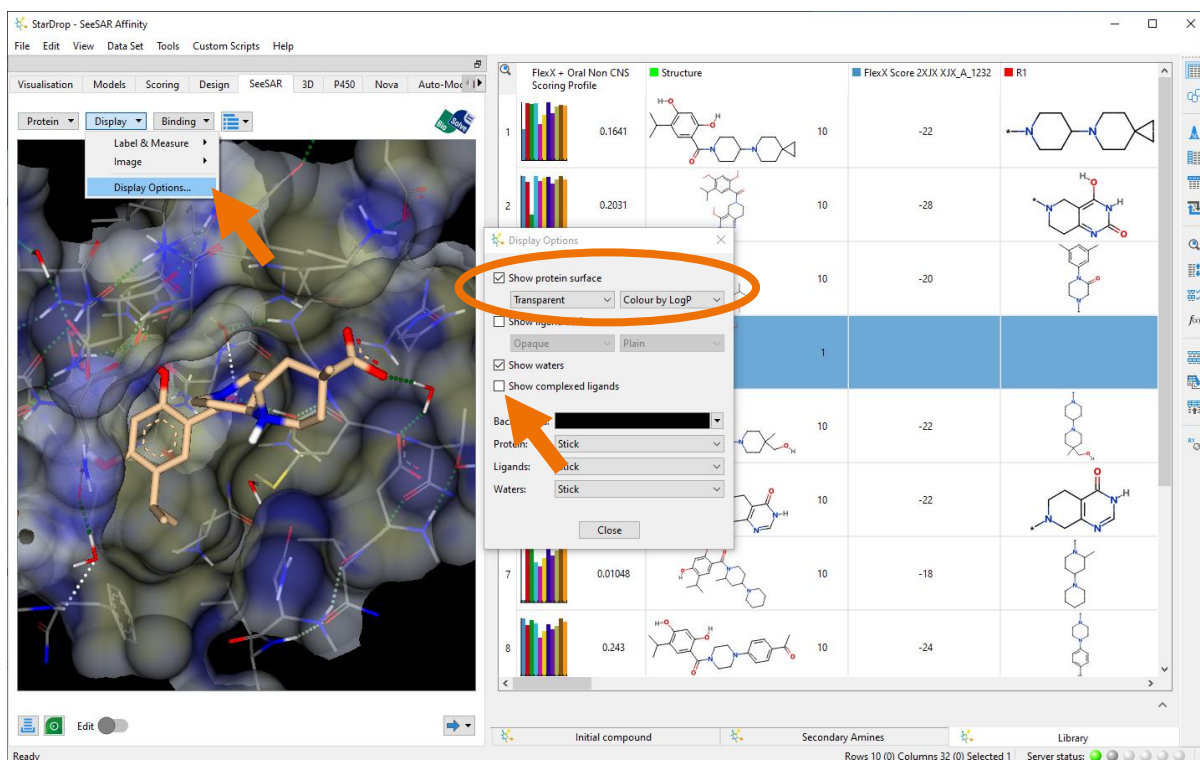 StarDrop - SeeSAR Affinity
File Edit View Data Set Tools Custom Scripts Help
Visualisation Models Scoring Design SeeSAR 3D P450 Nova
Protein Display Binding
Bio Solve
Label & Measure
Image
Display Options...
FlexX + Oral Non CNS Scoring Profile
Structure
FlexX Score 2XJX XJX_A_1232
R1
1 0.1641 10 -22
2 0.2031 10 -28
10 -20
1
10 -22
10 -22
7 0.01048 10 -18
8 0.243 10 -24
Display Options
Show protein surface
Transparent Colour by LogP
Opaque Plain
Show waters
Show complexed ligands
Protein: Stick
Ligands:
Waters: Stick
Close
Edit
Initial compound Secondary Amines Library
Ready Rows 10 (0) Columns 32 (0) Selected 1 Server status: